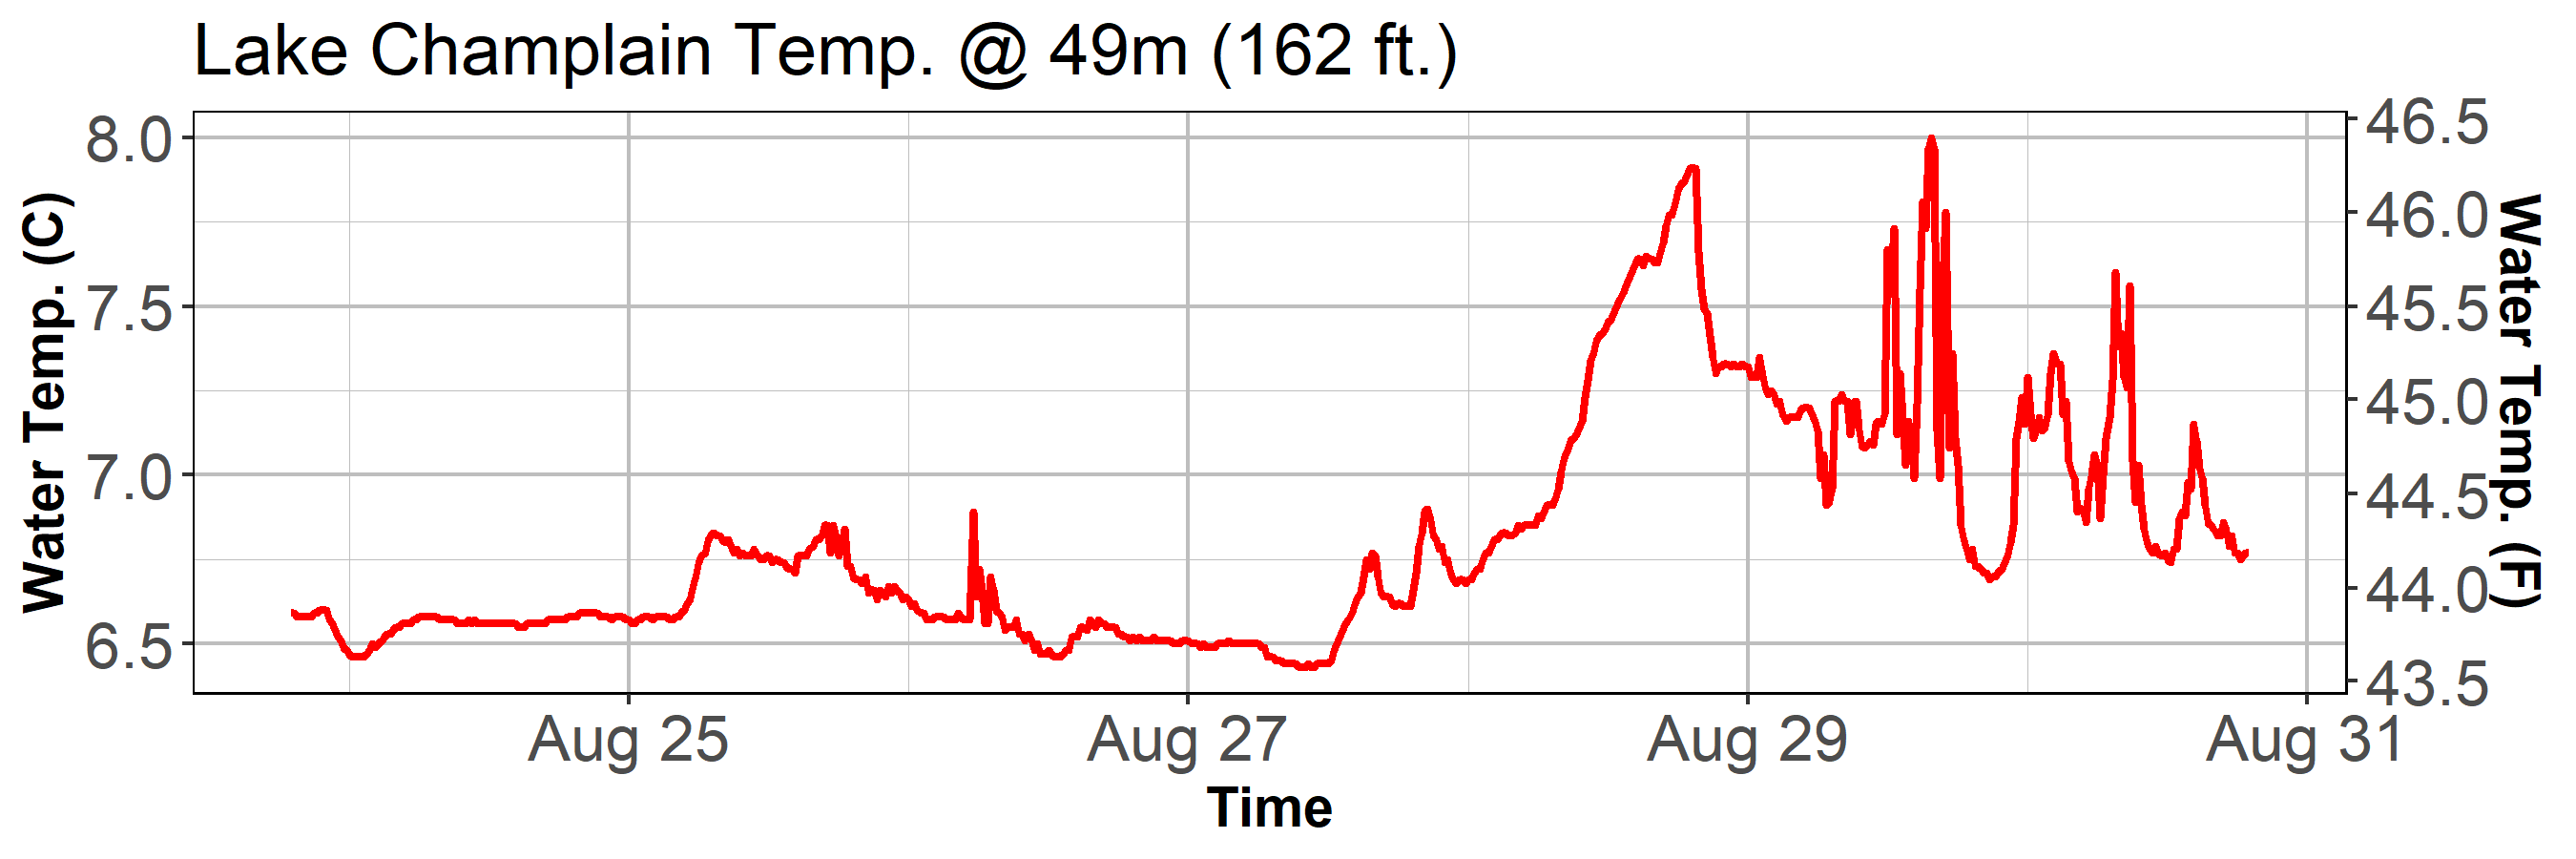 Lake Champlain Temp. @ 49m (162 ft.)
Water Temp. (C)
8.0
7.5
7.0
6.5
46.5
46.0
45.5
45.0
44.5
44.0
43.5
Water Temp. (F)
Aug 25
Aug 27
Aug 29
Aug 31
Time